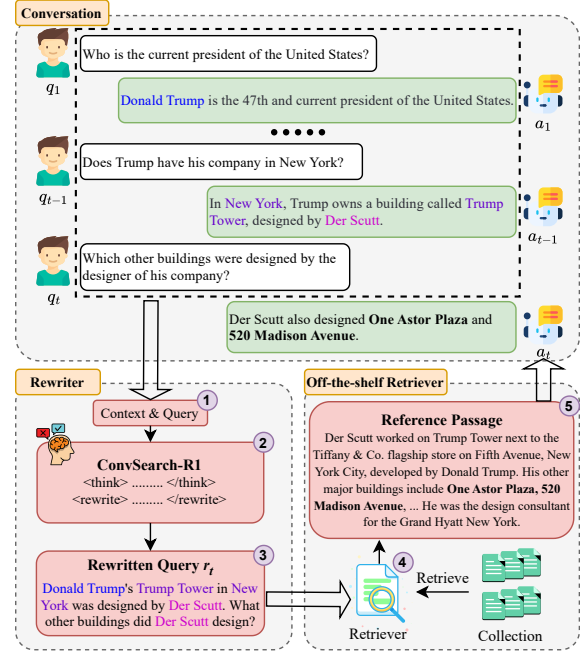 Conversation
Who is the current president of the United States?
q1
Donald Trump is the 47th and current president of the United States.
a1
Does Trump have his company in New York?
qt−1
In New York, Trump owns a building called Trump
Tower, designed by Der Scutt.
at−1
Which other buildings were designed by the
designer of his company?
qt
Der Scutt also designed One Astor Plaza and
520 Madison Avenue.
at
Rewriter
1
Context & Query
2
ConvSearch-R1
<think> ......... </think>
<rewrite> ......... </rewrite>
3
Rewritten Query rt
Donald Trump's Trump Tower in New
York was designed by Der Scutt. What
other buildings did Der Scutt design?
Off-the-shelf Retriever
5
Reference Passage
Der Scutt worked on Trump Tower next to the
Tiffany & Co. flagship store on Fifth Avenue, New
York City, developed by Donald Trump. His other
major buildings include One Astor Plaza, 520
Madison Avenue, ... He was the design consultant
for the Grand Hyatt New York.
4
Retrieve
Retriever
Collection